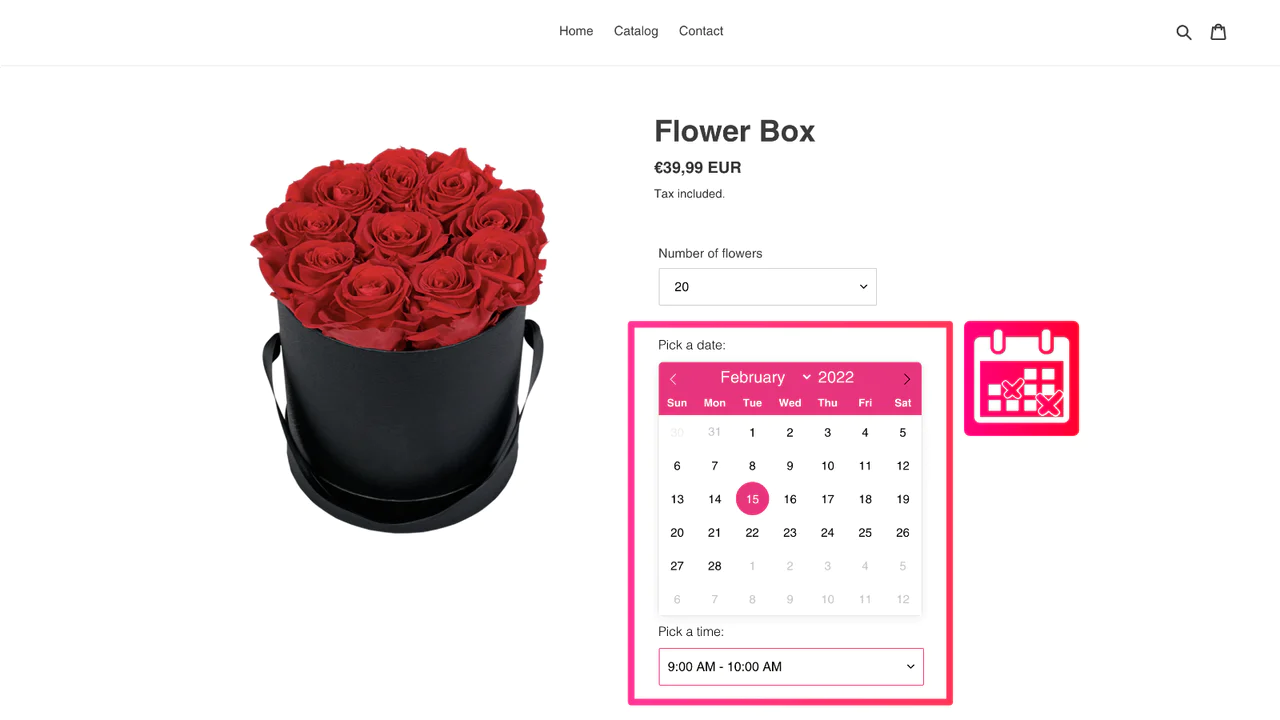 Home Catalog Contact
Flower Box
€39,99 EUR
Tax included.
Number of flowers
20
Pick a date:
February 2022
Sun Mon Tue Wed Thu Fri Sat
30 31 1 2 3 4 5
6 7 8 9 10 11 12
13 14 15 16 17 18 19
20 21 22 23 24 25 26
27 28 1 2 3 4 5
6 7 8 9 10 11 12
Pick a time:
9:00 AM - 10:00 AM